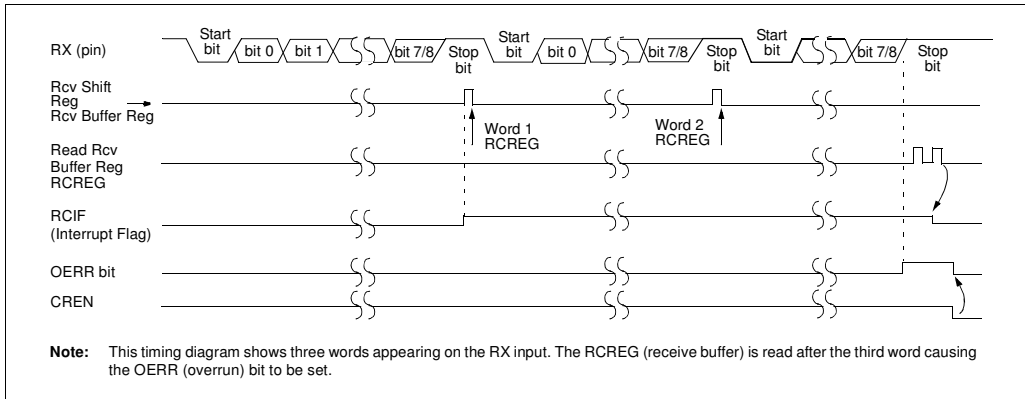 RX (pin)
Start
bit
bit 0
bit 1
bit 7/8
Stop
bit
Start
bit
bit 0
bit 7/8
Stop
bit
Start
bit
bit 7/8
Stop
bit
Rcv Shift
Reg
Rcv Buffer Reg
Word 1
RCREG
Word 2
RCREG
Read Rcv
Buffer Reg
RCREG
RCIF
(Interrupt Flag)
OERR bit
CREN
Note: This timing diagram shows three words appearing on the RX input. The RCREG (receive buffer) is read after the third word causing
the OERR (overrun) bit to be set.